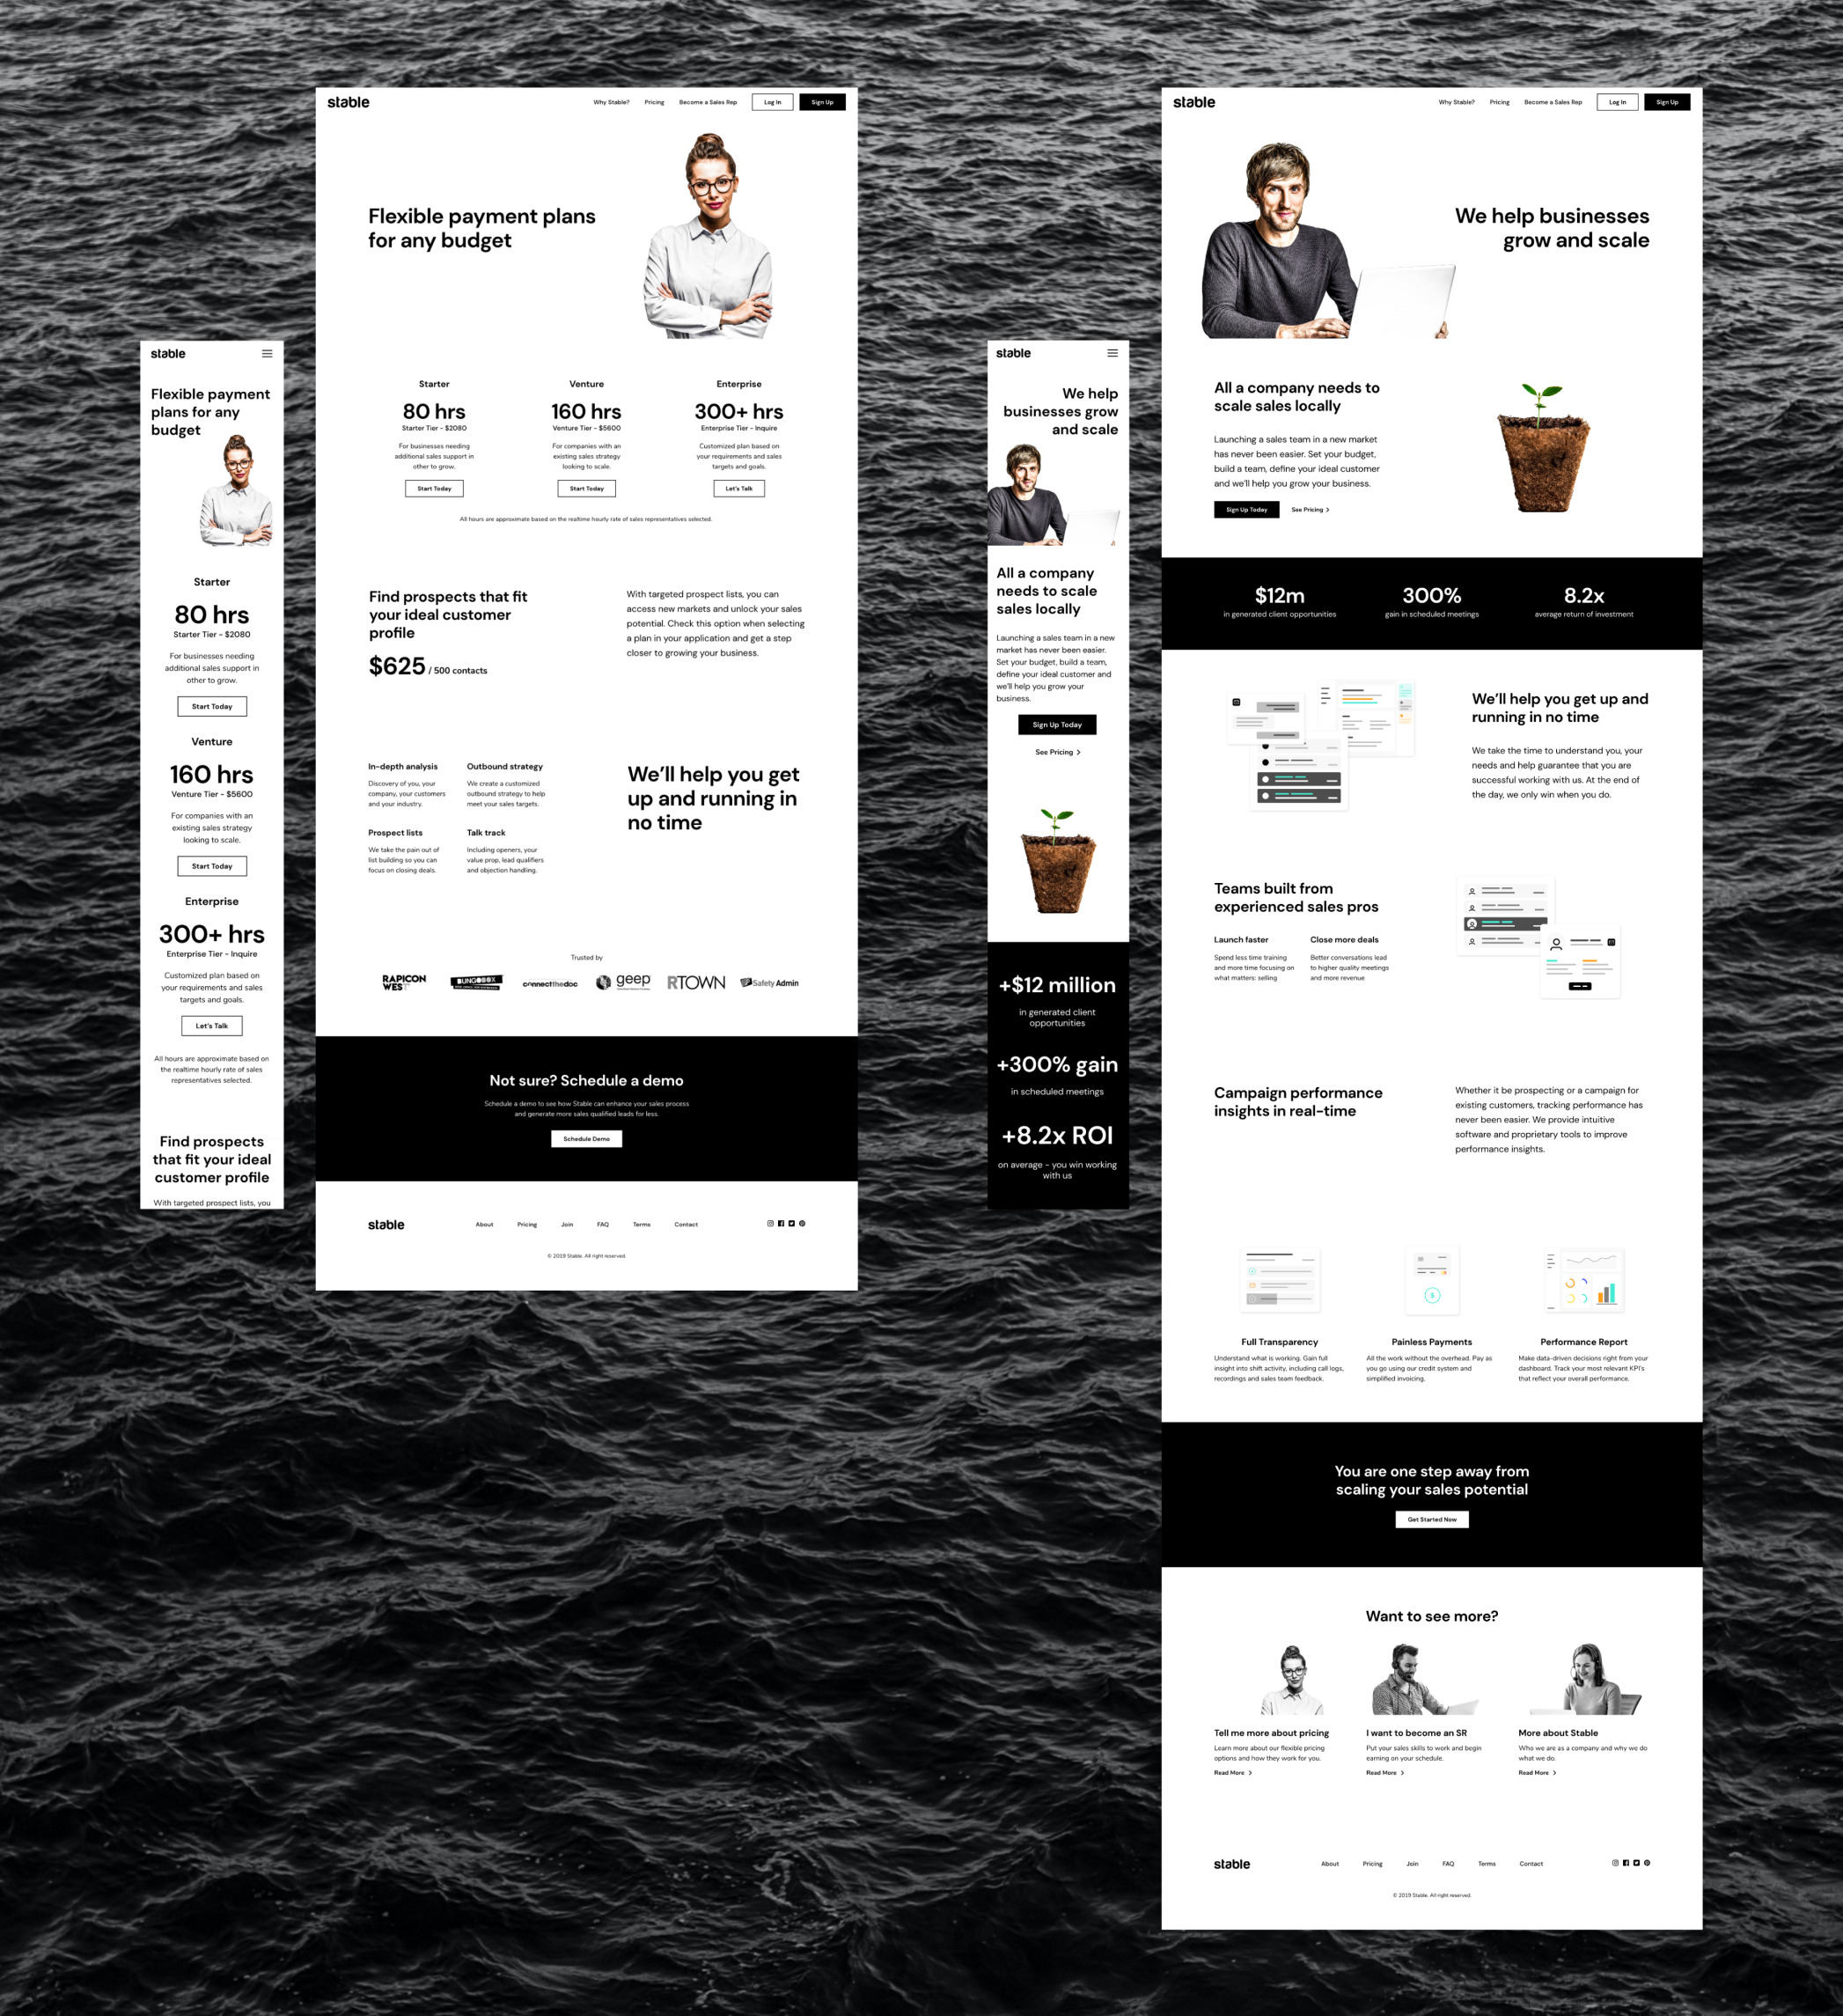 stable
Flexible payment
plans for any
budget
Starter
80 hrs
Starter Tier - $2080
For businesses needing
additional sales support in
other to grow.
Start Today
Venture
160 hrs
Venture Tier - $5600
For companies with an
existing sales strategy
looking to scale.
Start Today
Enterprise
300+ hrs
Enterprise Tier - Inquire
Customized plan based on
your requirements and sales
targets and goals.
Let's Talk
All hours are approximate based on
the realtime hourly rate of sales
representatives selected.
Find prospects
that fit your ideal
customer profile
With targeted prospect lists, you
stable
Why Stable? Pricing Become a Sales Rep Log In Sign Up
Flexible payment plans
for any budget
Starter
80 hrs
Starter Tier - $2080
For businesses needing
additional sales support in
other to grow.
Start Today
Venture
160 hrs
Venture Tier - $5600
For companies with an
existing sales strategy
looking to scale.
Start Today
Enterprise
300+ hrs
Enterprise Tier - Inquire
Customized plan based on
your requirements and sales
targets and goals.
Let's Talk
All hours are approximate based on the realtime hourly rate of sales representatives selected.
Find prospects that fit
your ideal customer
profile
$625 / 500 contacts
With targeted prospect lists, you can
access new markets and unlock your sales
potential. Check this option when selecting
a plan in your application and get a step
closer to growing your business.
In-depth analysis
Discovery of you, your
company, your customers
and your industry.
Outbound strategy
We create a customized
outbound strategy to help
meet your sales targets.
Prospect lists
We take the pain out of
list building so you can
focus on closing deals.
Talk track
Including openers, your
value prop, lead qualifiers
and objection handling.
We'll help you get
up and running in
no time
Trusted by
RAPICON
WEST
BUNGOBOX
connectthedoc
geep
RTOWN
Safety Admin
Not sure? Schedule a demo
Schedule a demo to see how Stable can enhance your sales process
and generate more sales qualified leads for less.
Schedule Demo
stable
About Pricing Join FAQ Terms Contact
© 2019 Stable. All right reserved.
stable
We help
businesses grow
and scale
All a company
needs to scale
sales locally
Launching a sales team in a new
market has never been easier.
Set your budget, build a team,
define your ideal customer and
we'll help you grow your
business.
Sign Up Today
See Pricing
+$12 million
in generated client
opportunities
+300% gain
in scheduled meetings
+8.2x ROI
on average - you win working
with us
stable
Why Stable? Pricing Become a Sales Rep Log In Sign Up
We help businesses
grow and scale
All a company needs to
scale sales locally
Launching a sales team in a new market
has never been easier. Set your budget,
build a team, define your ideal customer
and we'll help you grow your business.
Sign Up Today See Pricing
$12m
in generated client opportunities
300%
gain in scheduled meetings
8.2x
average return of investment
We'll help you get up and
running in no time
We take the time to understand you, your
needs and help guarantee that you are
successful working with us. At the end of
the day, we only win when you do.
Teams built from
experienced sales pros
Launch faster
Spend less time training
and more time focusing on
what matters: selling
Close more deals
Better conversations lead
to higher quality meetings
and more revenue
Campaign performance
insights in real-time
Whether it be prospecting or a campaign for
existing customers, tracking performance has
never been easier. We provide intuitive
software and proprietary tools to improve
performance insights.
$
Full Transparency
Understand what is working. Gain full
insight into shift activity, including call logs,
recordings and sales team feedback.
Painless Payments
All the work without the overhead. Pay as
you go using our credit system and
simplified invoicing.
Performance Report
Make data-driven decisions right from your
dashboard. Track your most relevant KPI's
that reflect your overall performance.
You are one step away from
scaling your sales potential
Get Started Now
Want to see more?
Tell me more about pricing
Learn more about our flexible pricing
options and how they work for you.
Read More
I want to become an SR
Put your sales skills to work and begin
earning on your schedule.
Read More
More about Stable
Who we are as a company and why we do
what we do.
Read More
stable
About Pricing Join FAQ Terms Contact
© 2019 Stable. All right reserved.